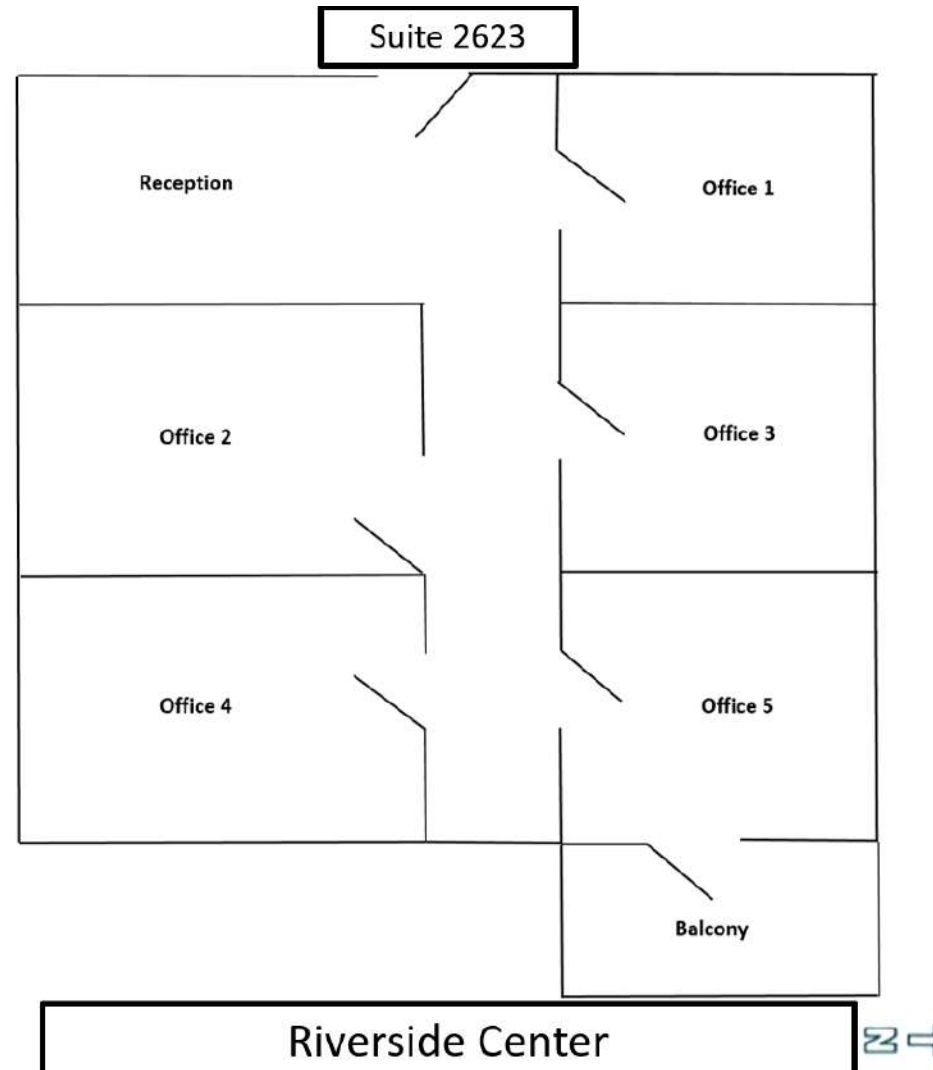 Suite 2623
Reception
Office 1
Office 2
Office 3
Office 4
Office 5
Balcony
Riverside Center
N